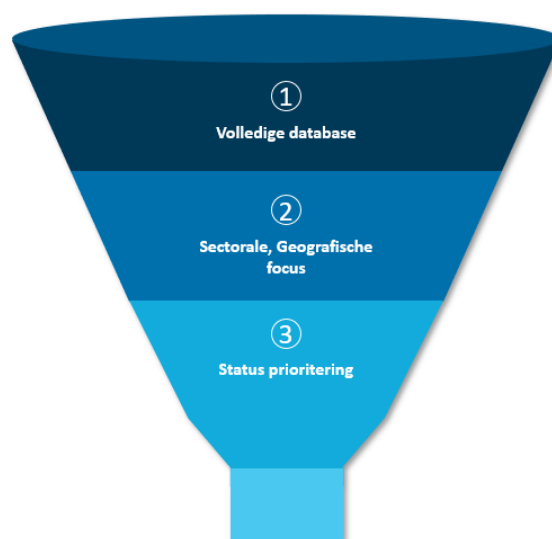 ①
Volledige database
②
Sectorale, Geografische
focus
③
Status prioritering